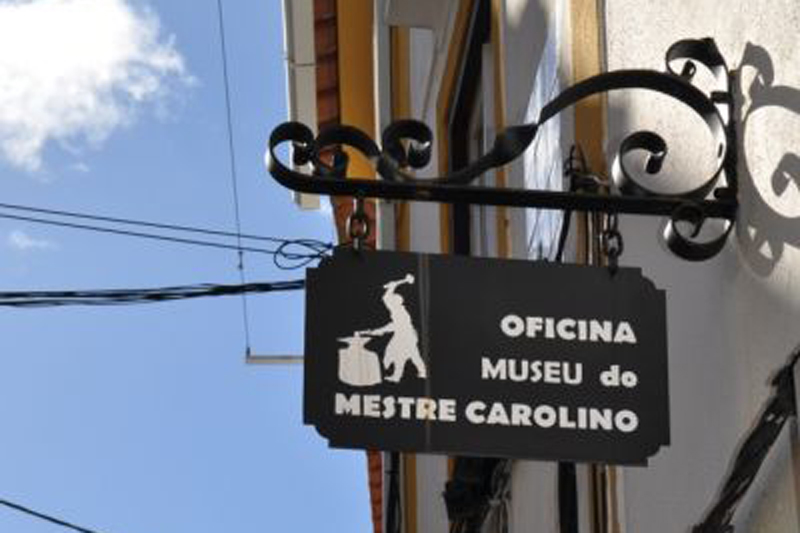 OFICINA
MUSEU do
MESTRE CAROLINO